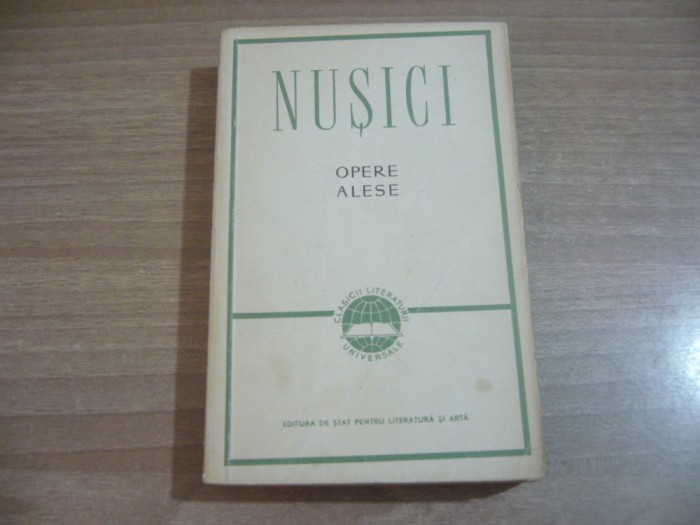 NUȘICI
OPERE
ALESE
CLASICII LITERATURII
UNIVERSALE
EDITURA DE STAT PENTRU LITERATURĂ ȘI ARTĂ